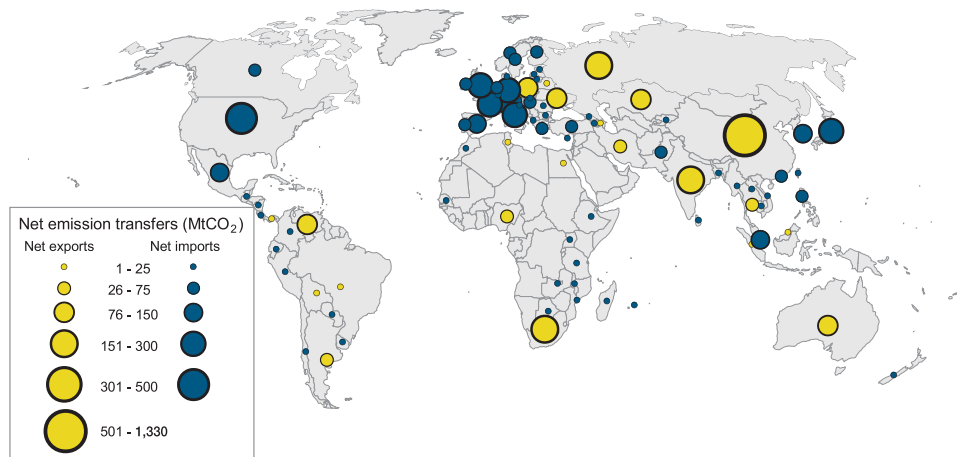 Net emission transfers (MtCO₂)
Net exports Net imports
1 - 25
26 - 75
76 - 150
151 - 300
301 - 500
501 - 1,330